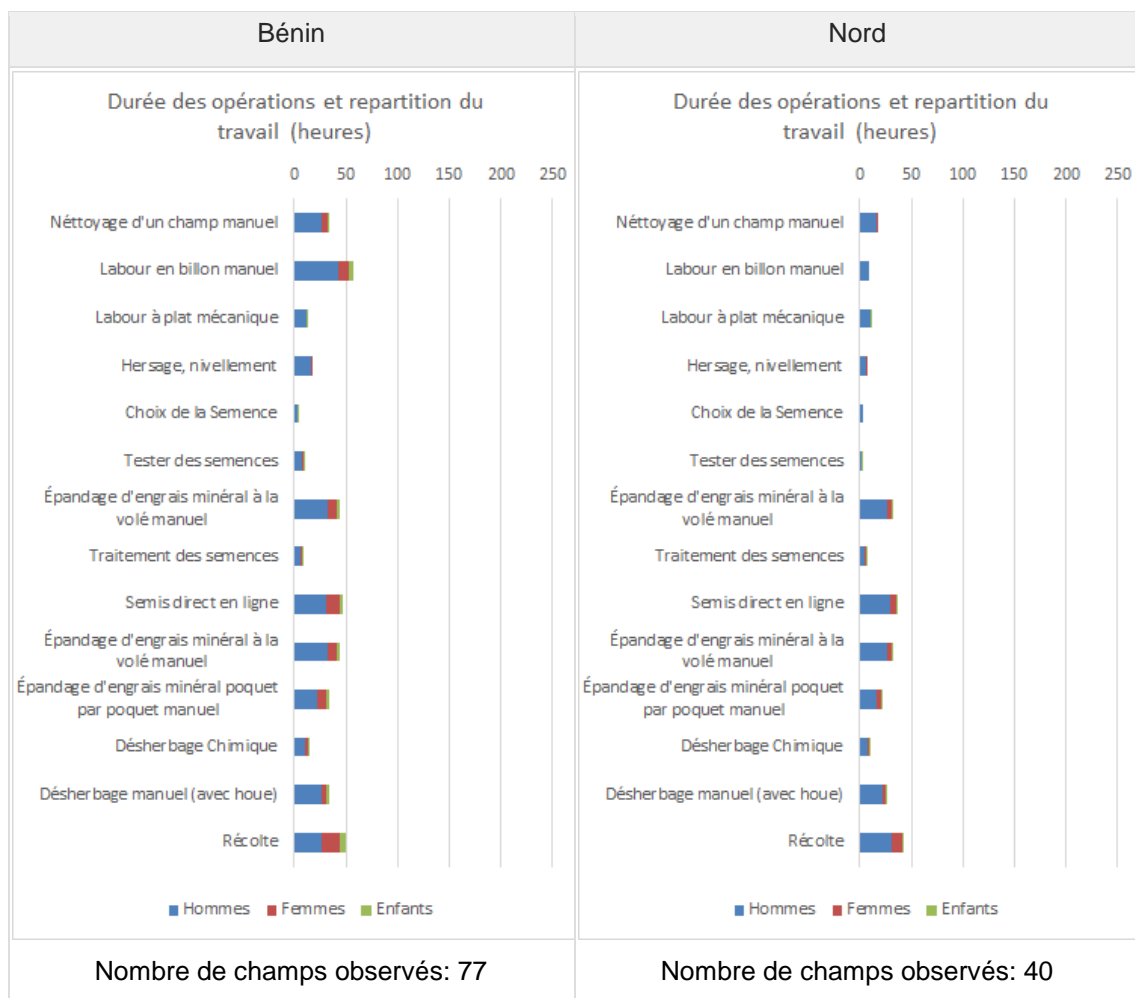 Bénin
Durée des opérations et repartition du
travail (heures)
0 50 100 150 200 250
Néttoyage d'un champ manuel
Labour en billon manuel
Labour à plat mécanique
Hersage, nivellement
Choix de la Semence
Tester des semences
Épandage d'engrais minéral à la
volé manuel
Traitement des semences
Semis direct en ligne
Épandage d'engrais minéral à la
volé manuel
Épandage d'engrais minéral poquet
par poquet manuel
Désherbage Chimique
Désherbage manuel (avec houe)
Récolte
Hommes Femmes Enfants
Nombre de champs observés: 77
Nord
Durée des opérations et repartition du
travail (heures)
0 50 100 150 200 250
Néttoyage d'un champ manuel
Labour en billon manuel
Labour à plat mécanique
Hersage, nivellement
Choix de la Semence
Tester des semences
Épandage d'engrais minéral à la
volé manuel
Traitement des semences
Semis direct en ligne
Épandage d'engrais minéral à la
volé manuel
Épandage d'engrais minéral poquet
par poquet manuel
Désherbage Chimique
Désherbage manuel (avec houe)
Récolte
Hommes Femmes Enfants
Nombre de champs observés: 40